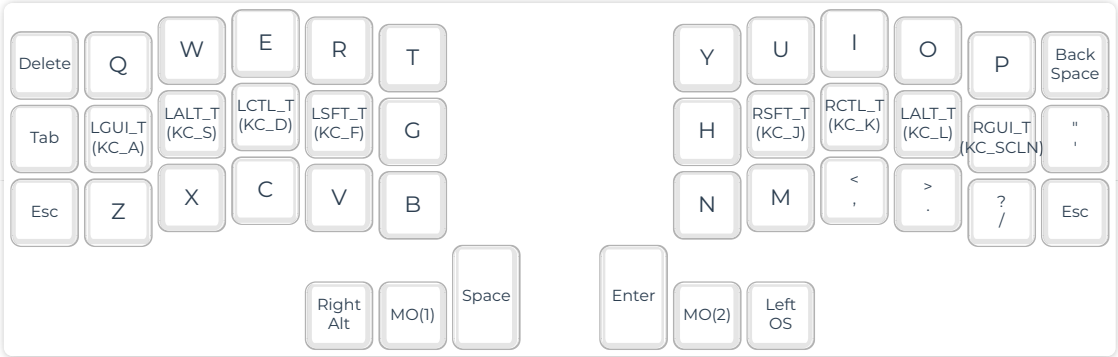 Delete Q W E R T Y U I O P Back
Space
Tab LGUI_T
(KC_A) LALT_T
(KC_S) LCTL_T
(KC_D) LSFT_T
(KC_F) G H RSFT_T
(KC_J) RCTL_T
(KC_K) LALT_T
(KC_L) RGUI_T
(KC_SCLN) "
'
Esc Z X C V B N M <
, >
. ?
/ Esc
Right
Alt MO(1) Space Enter MO(2) Left
OS